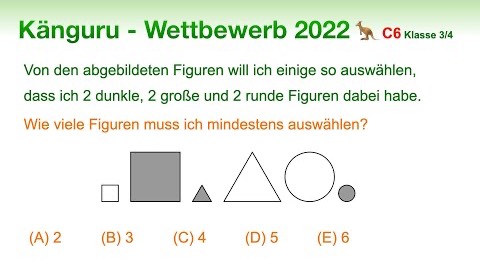 Känguru - Wettbewerb 2022 C6 Klasse 3/4
Von den abgebildeten Figuren will ich einige so auswählen,
dass ich 2 dunkle, 2 große und 2 runde Figuren dabei habe.
Wie viele Figuren muss ich mindestens auswählen?
(A) 2 (B) 3 (C) 4 (D) 5 (E) 6